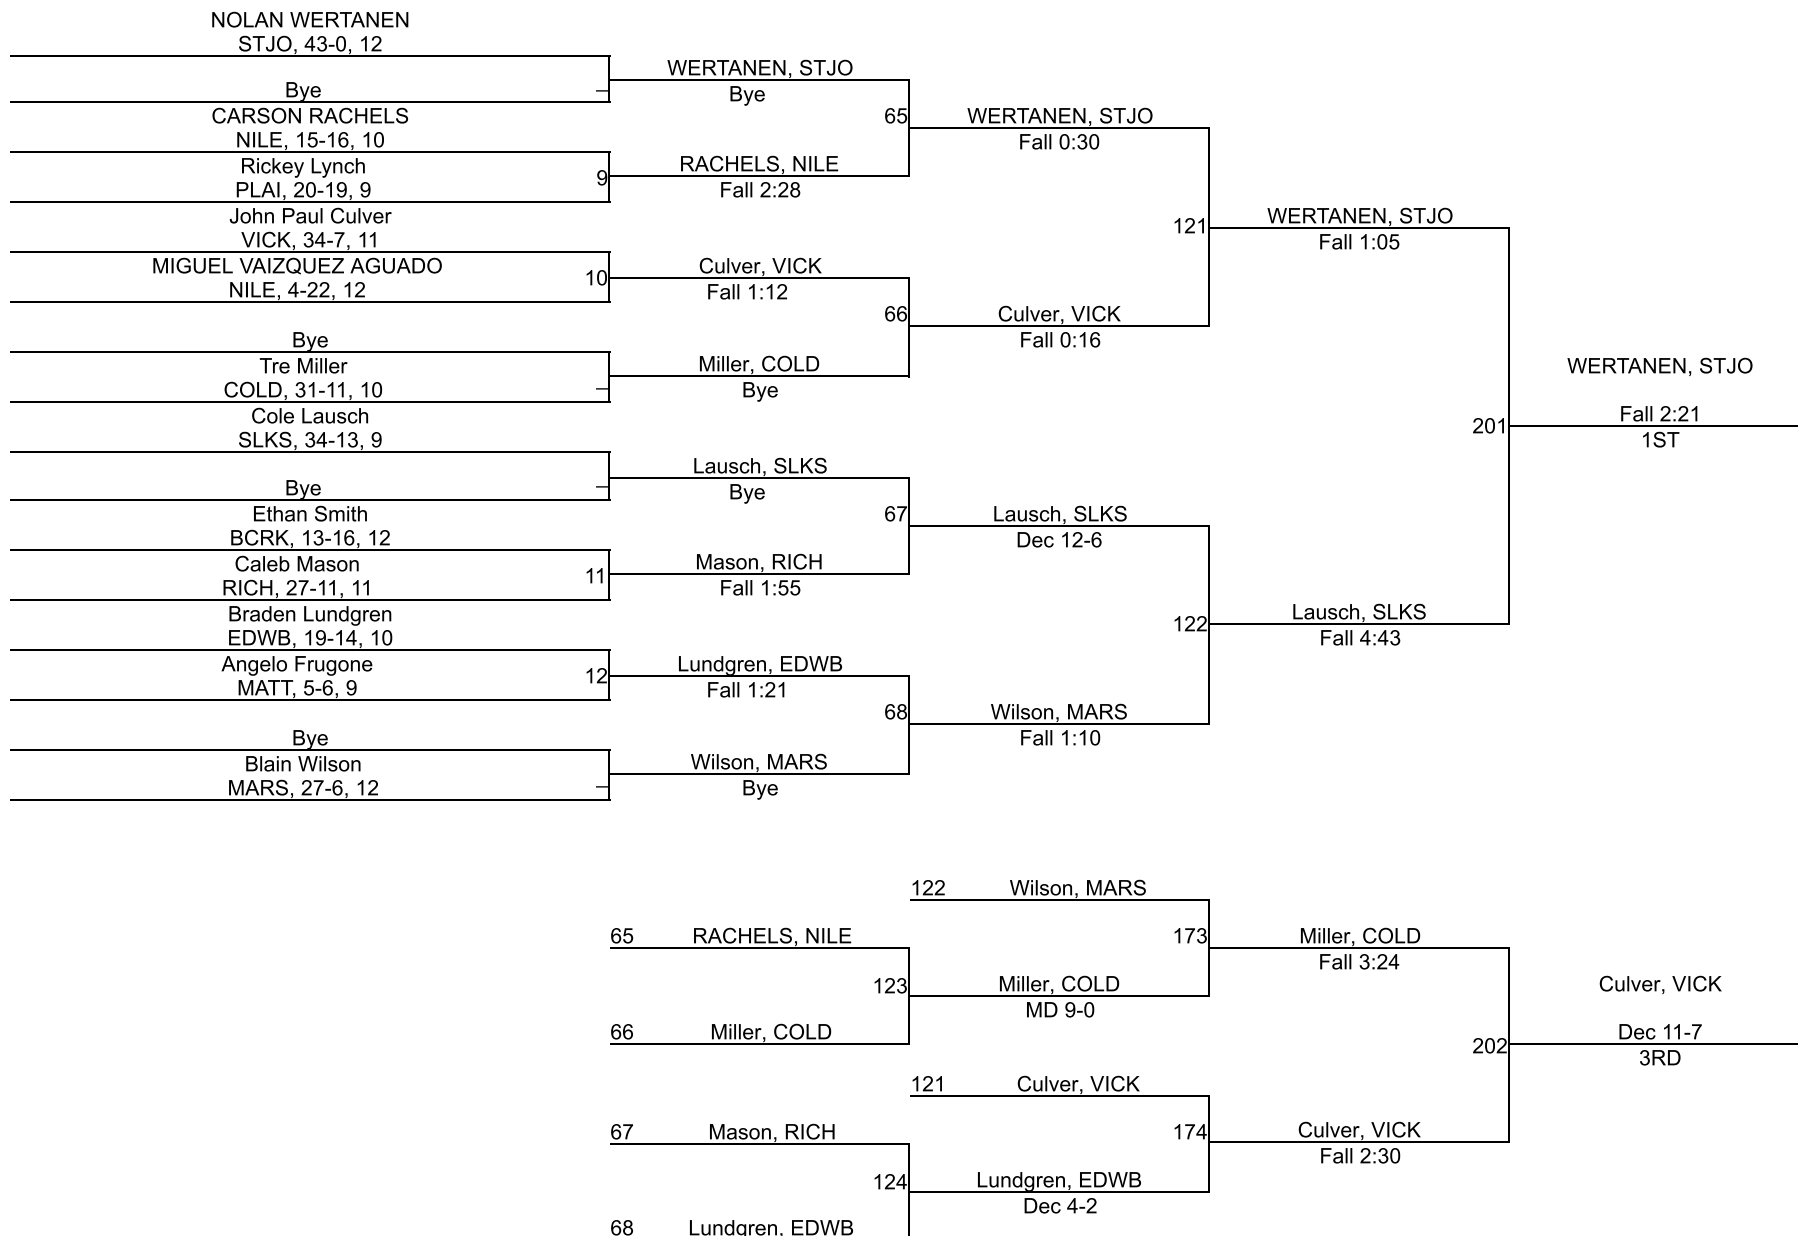 NOLAN WERTANEN
STJO, 43-0, 12
Bye
CARSON RACHELS
NILE, 15-16, 10
Rickey Lynch
PLAI, 20-19, 9
John Paul Culver
VICK, 34-7, 11
MIGUEL VAIZQUEZ AGUADO
NILE, 4-22, 12
Bye
Tre Miller
COLD, 31-11, 10
Cole Lausch
SLKS, 34-13, 9
Bye
Ethan Smith
BCRK, 13-16, 12
Caleb Mason
RICH, 27-11, 11
Braden Lundgren
EDWB, 19-14, 10
Angelo Frugone
MATT, 5-6, 9
Bye
Blain Wilson
MARS, 27-6, 12
9
10
11
12
WERTANEN, STJO
Bye
RACHELS, NILE
Fall 2:28
Culver, VICK
Fall 1:12
Miller, COLD
Bye
Lausch, SLKS
Bye
Mason, RICH
Fall 1:55
Lundgren, EDWB
Fall 1:21
Wilson, MARS
Bye
65
66
67
68
WERTANEN, STJO
Fall 0:30
Culver, VICK
Fall 0:16
Lausch, SLKS
Dec 12-6
Wilson, MARS
Fall 1:10
121
122
WERTANEN, STJO
Fall 1:05
Lausch, SLKS
Fall 4:43
201
WERTANEN, STJO
Fall 2:21
1ST
65 RACHELS, NILE
66 Miller, COLD
67 Mason, RICH
68 Lundgren, EDWB
123
124
122 Wilson, MARS
Miller, COLD
MD 9-0
121 Culver, VICK
Lundgren, EDWB
Dec 4-2
173
174
Miller, COLD
Fall 3:24
Culver, VICK
Fall 2:30
202
Culver, VICK
Dec 11-7
3RD